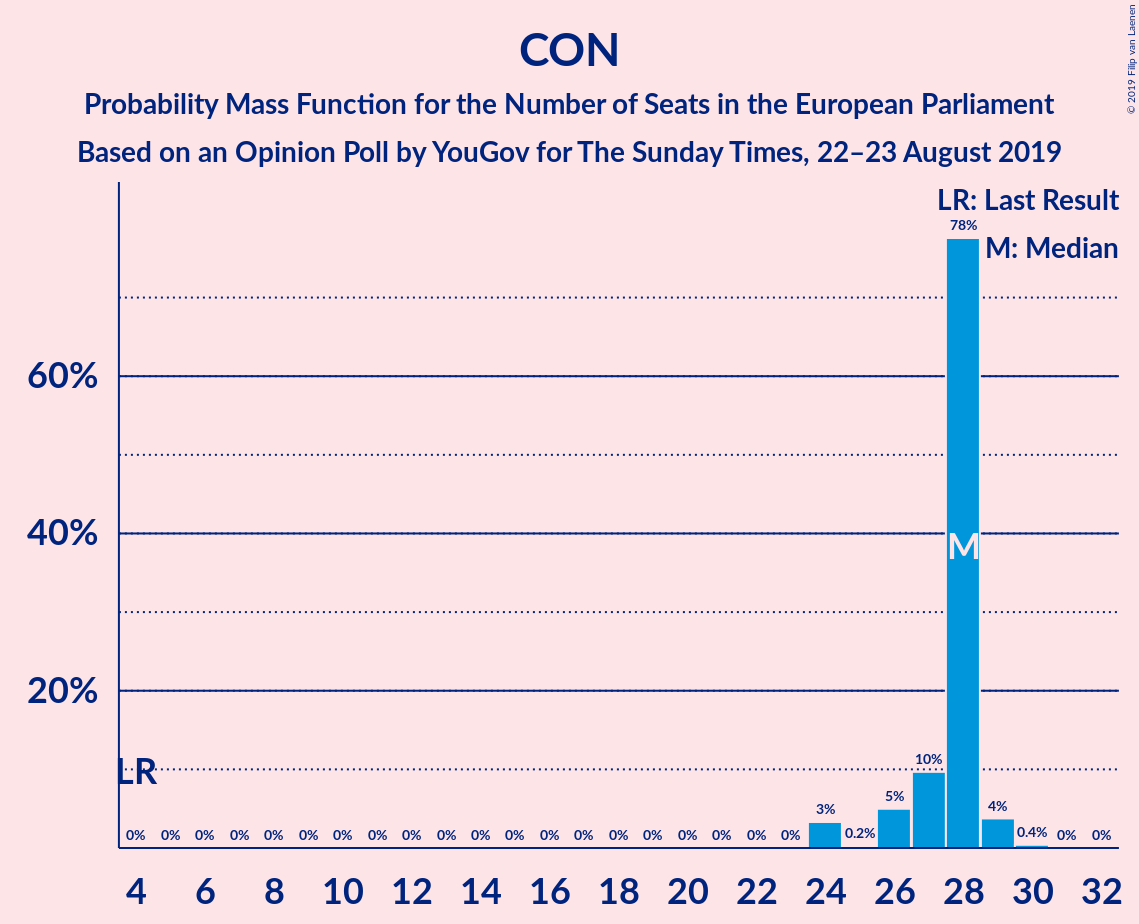 CON
Probability Mass Function for the Number of Seats in the European Parliament
Based on an Opinion Poll by YouGov for The Sunday Times, 22–23 August 2019
© 2019 Filip van Laenen
LR: Last Result
M: Median
78%
60%
40%
20%
M
LR
0% 0% 0% 0% 0% 0% 0% 0% 0% 0% 0% 0% 0% 0% 0% 0% 0% 0% 0% 0% 3% 0.2% 5% 10% 4% 0.4% 0% 0%
4 6 8 10 12 14 16 18 20 22 24 26 28 30 32